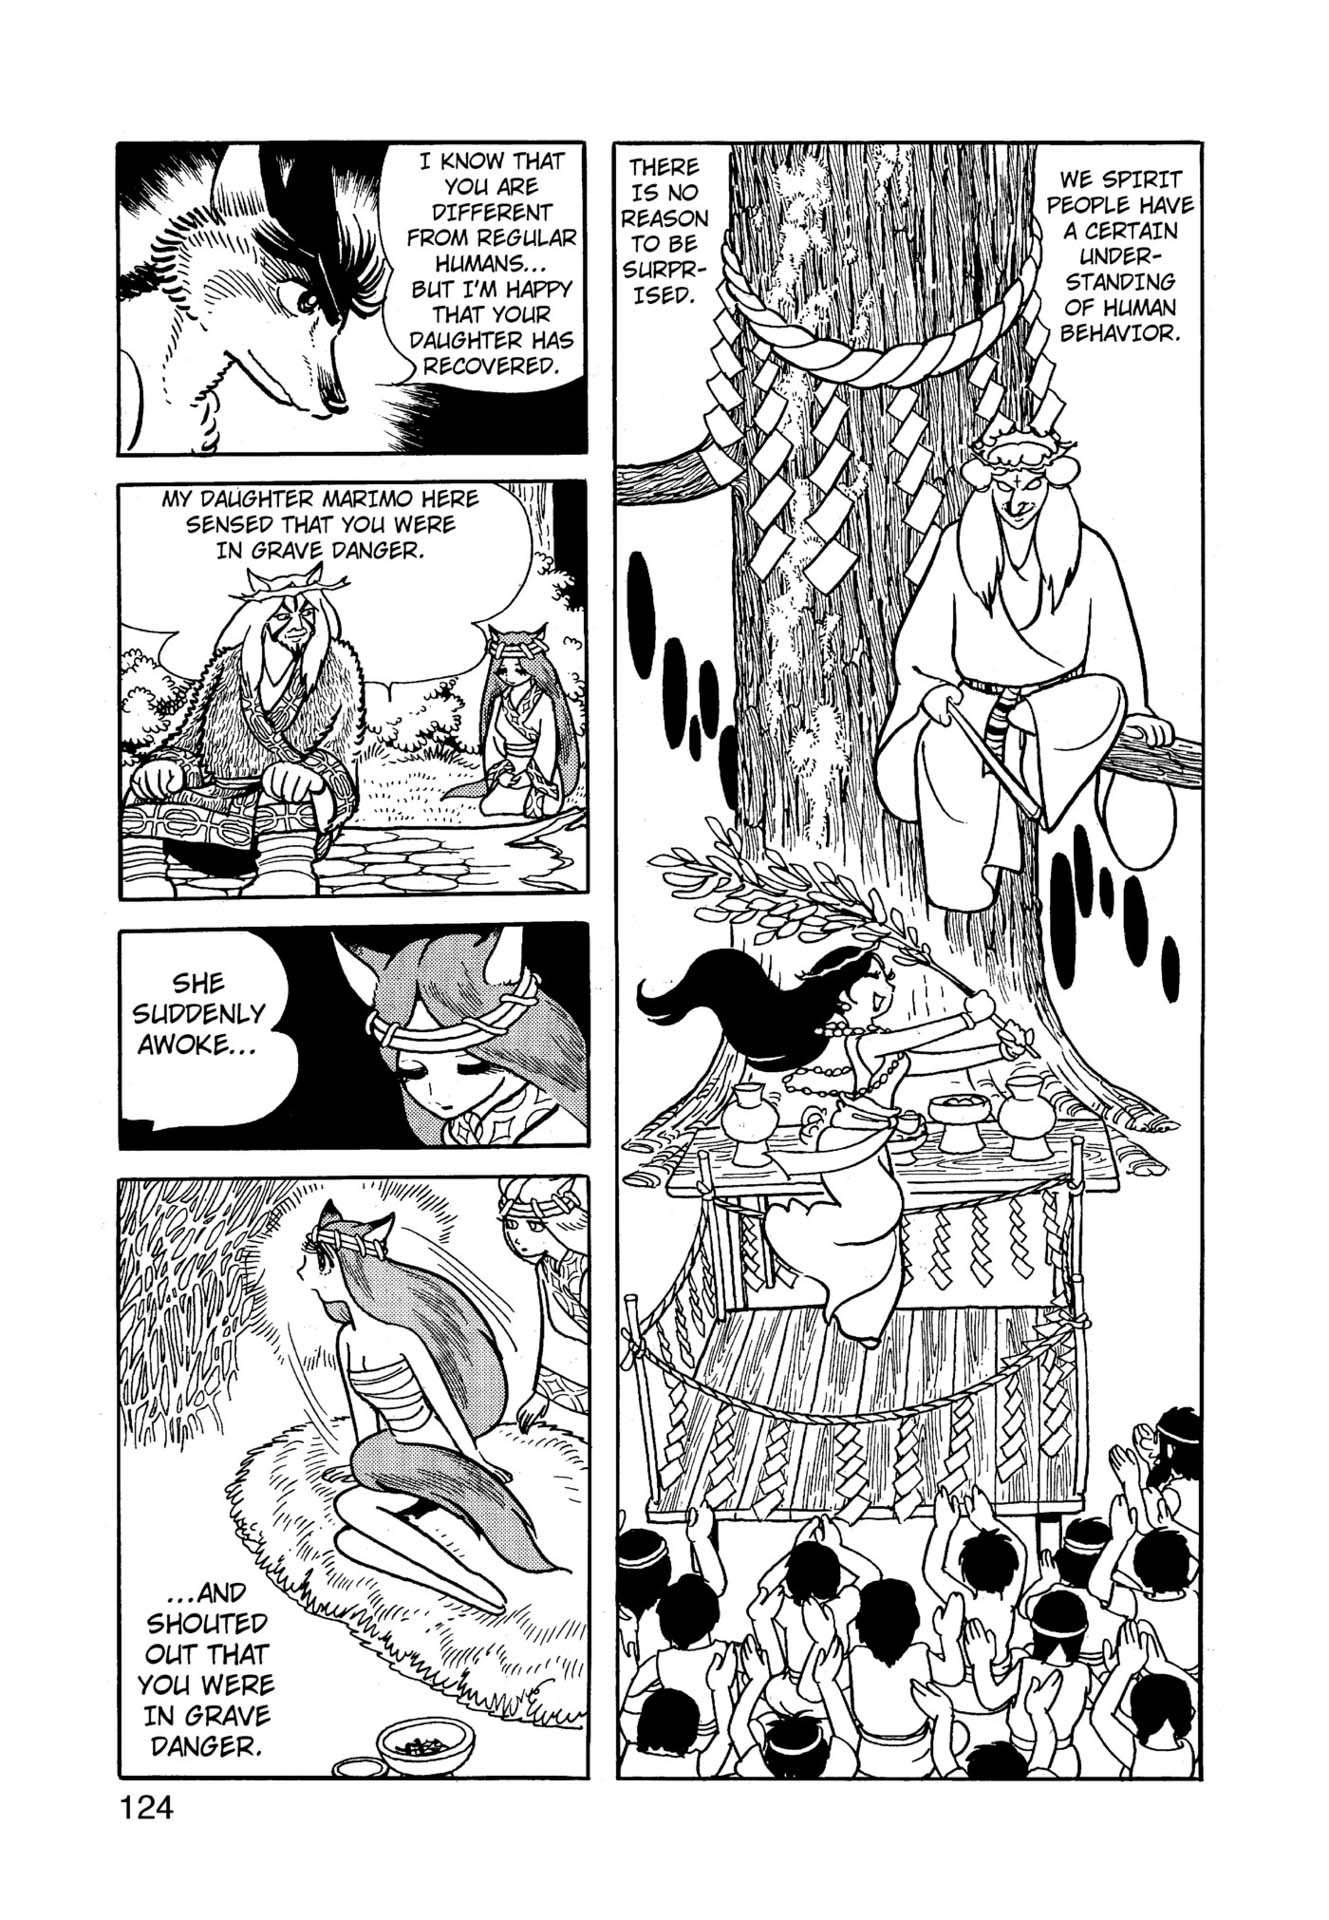 WE SPIRIT
PEOPLE HAVE
A CERTAIN
UNDER-
STANDING
OF HUMAN
BEHAVIOR.
THERE
IS NO
REASON
TO BE
SURPR-
ISED.
I KNOW THAT
YOU ARE
DIFFERENT
FROM REGULAR
HUMANS...
BUT I'M HAPPY
THAT YOUR
DAUGHTER HAS
RECOVERED.
MY DAUGHTER MARIMO HERE
SENSED THAT YOU WERE
IN GRAVE DANGER.
SHE
SUDDENLY
AWOKE...
...AND
SHOUTED
OUT THAT
YOU WERE
IN GRAVE
DANGER.
124